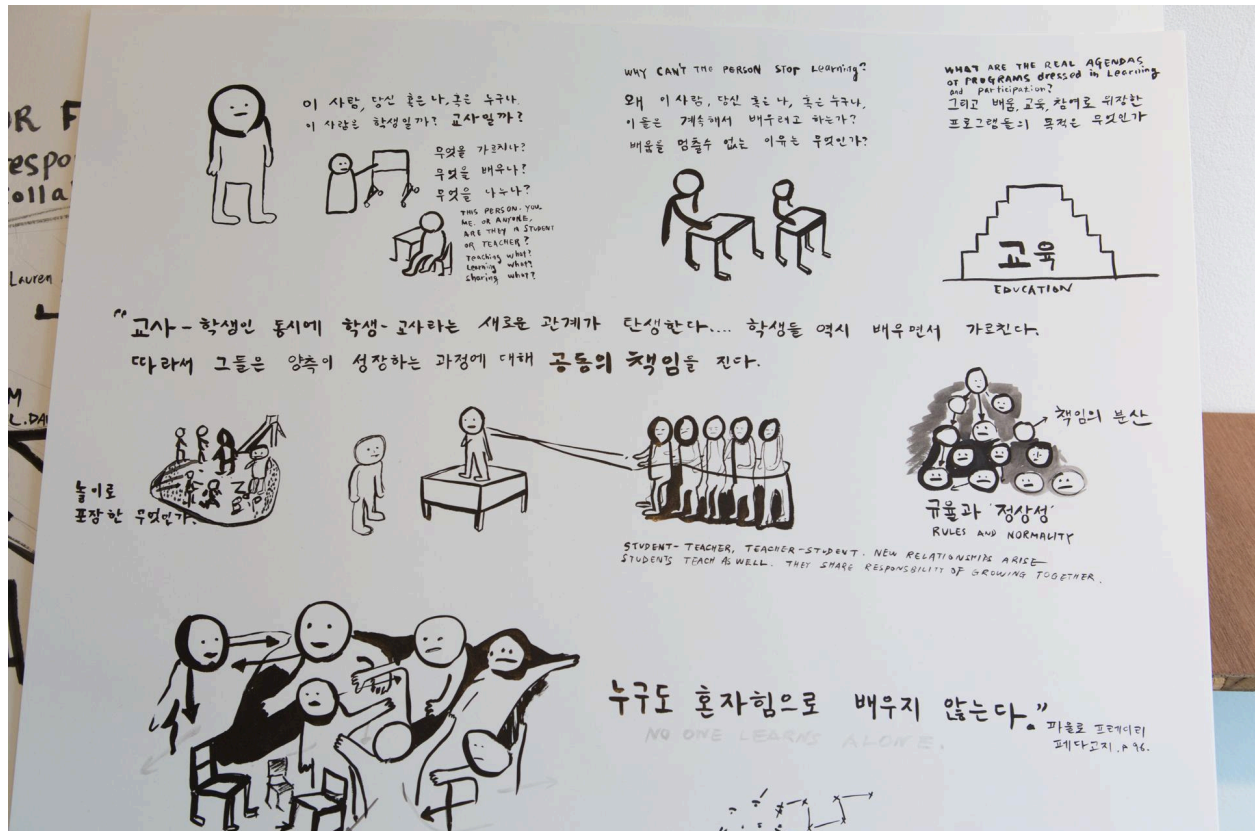 이 사람, 당신 혹은 나, 혹은 누구나.
이 사람은 학생일까? 교사일까?
무엇을 가르치나?
무엇을 배우나?
무엇을 나누나?
THIS PERSON. YOU
ME. OR ANYONE,
ARE THEY A STUDENT
OR TEACHER?
Teaching what?
Learning what?
sharing what?
WHY CAN'T THE PERSON STOP Learning?
왜 이 사람, 당신 혹은 나, 혹은 누구나,
이들은 계속해서 배우려고 하는가?
배움을 멈출수 없는 이유는 무엇인가?
WHAT ARE THE REAL AGENDAS
OF PROGRAMS dressed in Learning
and participation?
그리고 배움, 교육, 참여로 위장한
프로그램들의 목적은 무엇인가
교육
EDUCATION
"교사-학생인 동시에 학생-교사라는 새로운 관계가 탄생한다.... 학생들 역시 배우면서 가르친다.
따라서 그들은 양측이 성장하는 과정에 대해 공동의 책임을 진다.
놀이로
포장한 무엇인가.
책임의 분산
규율과 '정상성'
RULES AND NORMALITY
STUDENT-TEACHER, TEACHER-STUDENT. NEW RELATIONSHIPS ARISE
STUDENTS TEACH AS WELL. THEY SHARE RESPONSBILITY OF GROWING TOGETHER.
누구도 혼자힘으로 배우지 않는다."
NO ONE LEARNS ALONE.
파울로 프레이리
페다고지. P 96.
Lauren